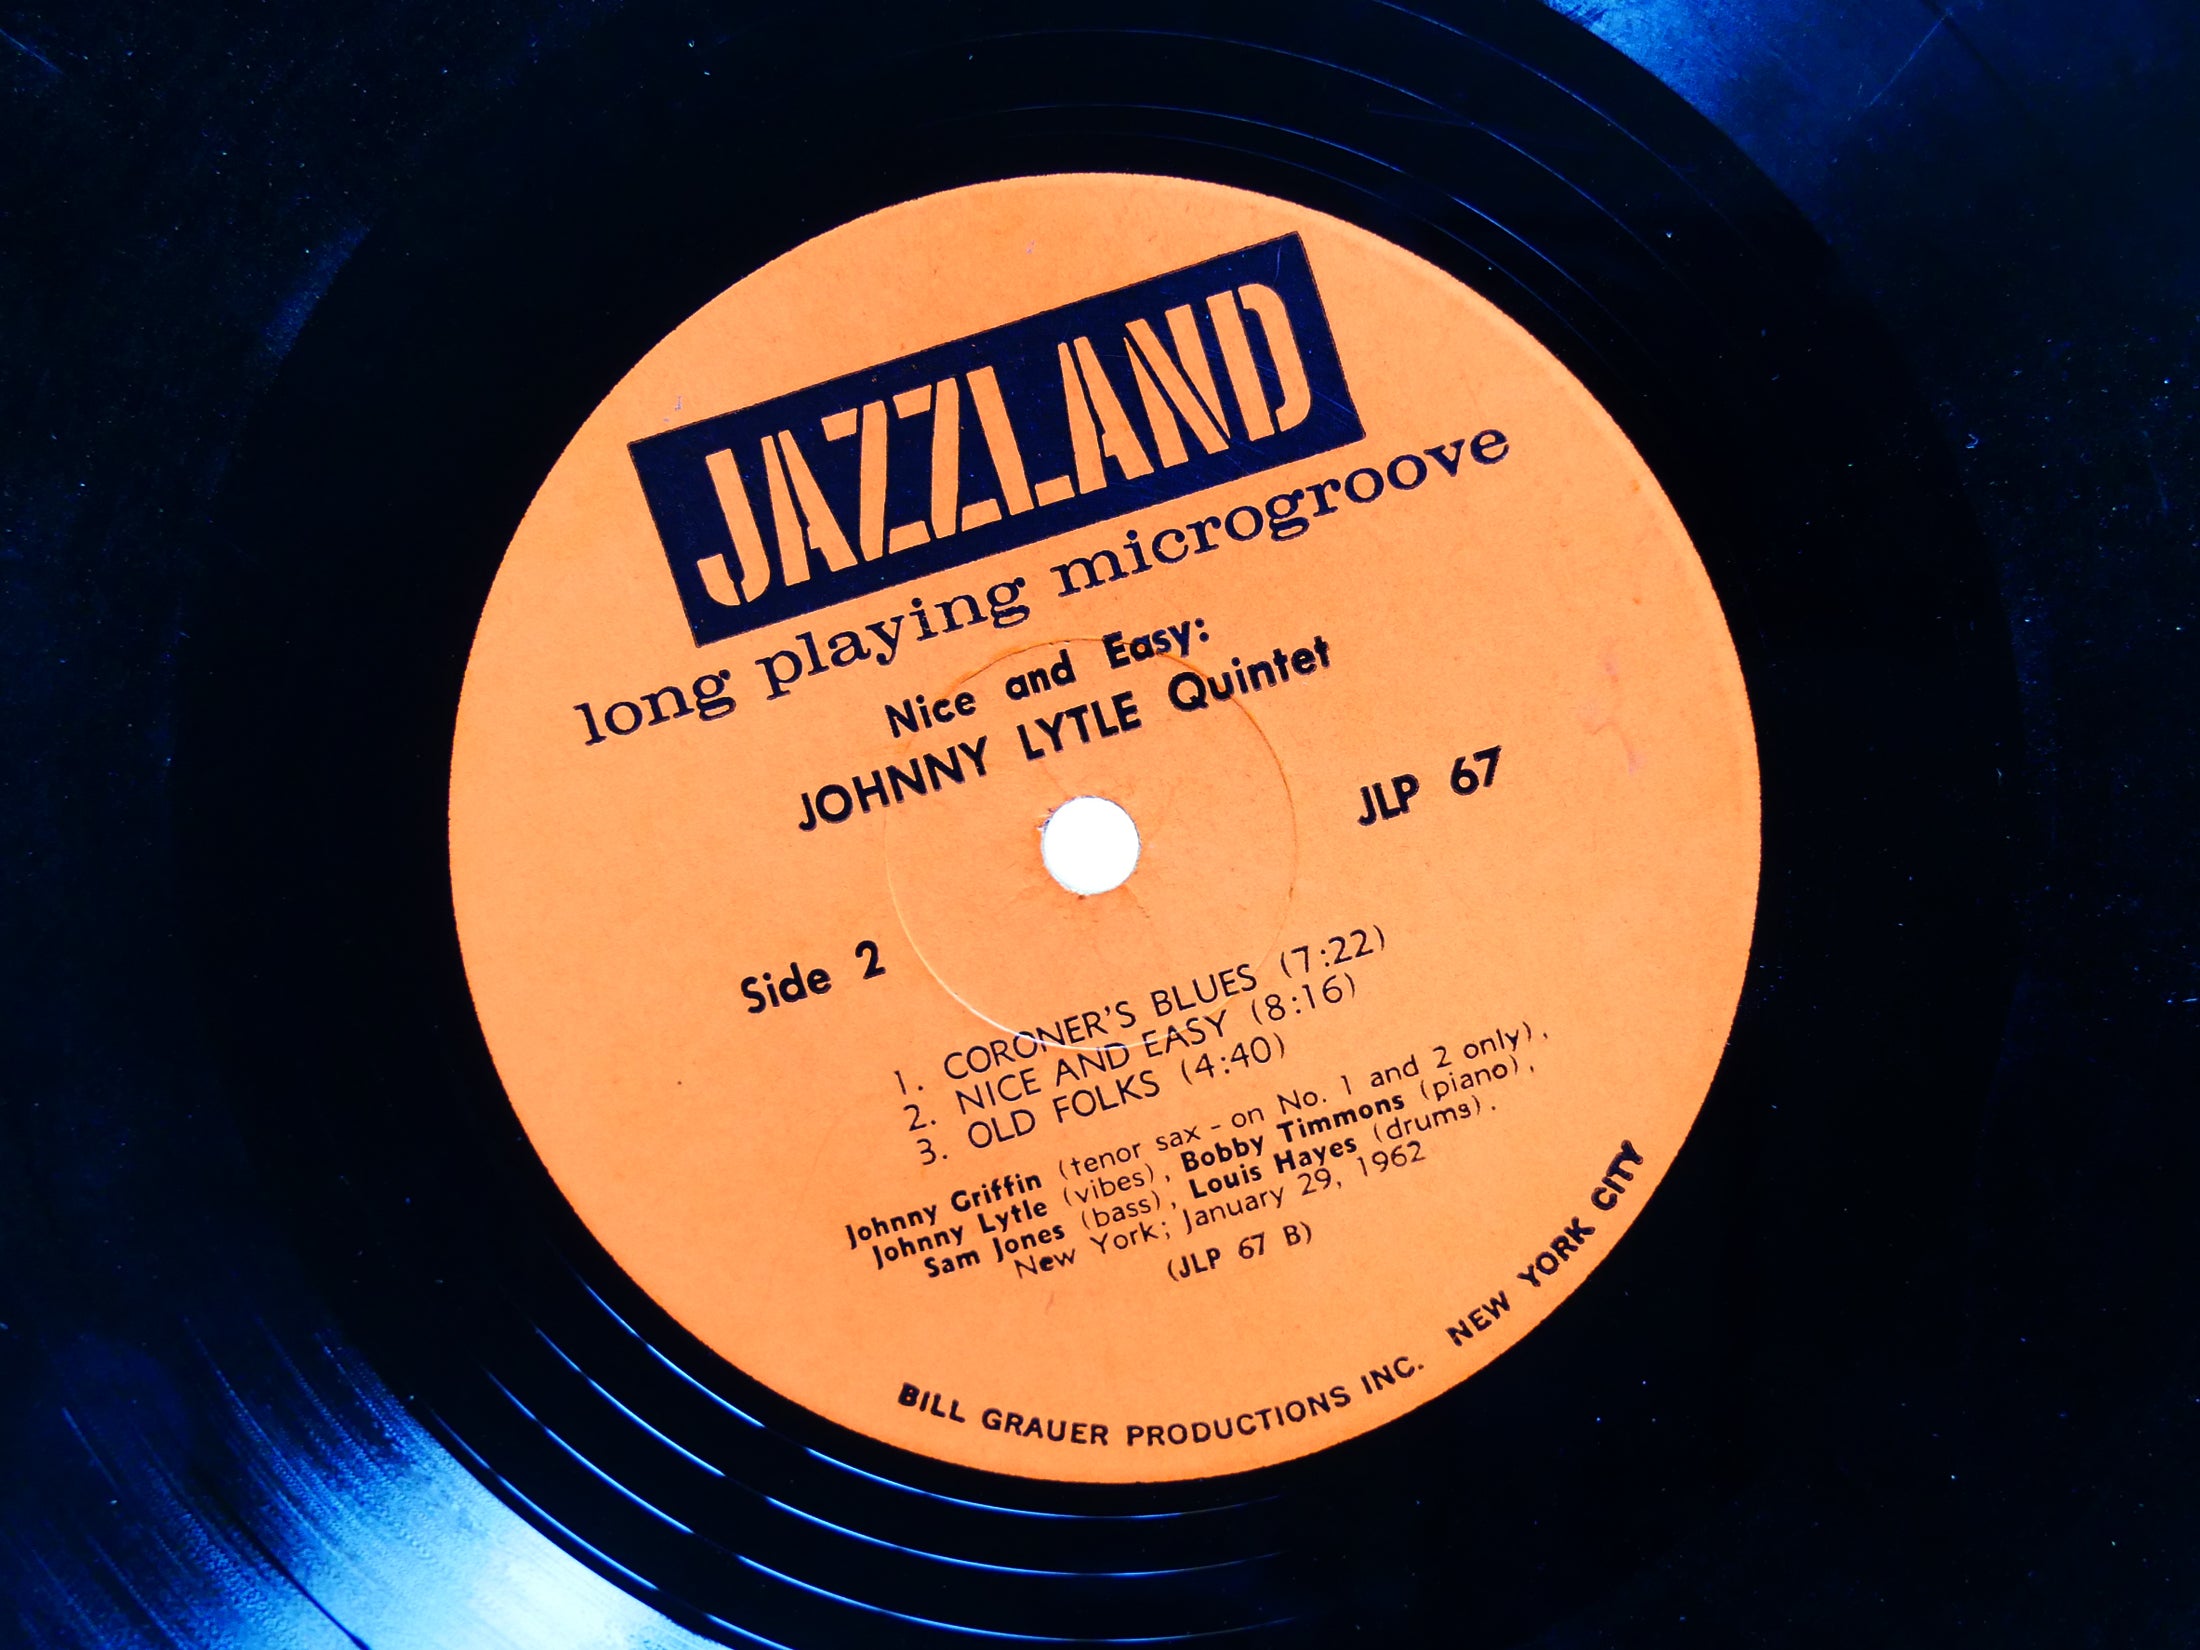 JAZZLAND
long playing microgroove
Nice and Easy:
JOHNNY LYTLE Quintet
JLP 67
Side 2
1. CORONER'S BLUES (7:22)
2. NICE AND EASY (8:16)
3. OLD FOLKS (4:40)
Johnny Griffin (tenor sax - on No. 1 and 2 only),
Johnny Lytle (vibes), Bobby Timmons (piano),
Sam Jones (bass), Louis Hayes (drums).
New York; January 29, 1962
(JLP 67 B)
BILL GRAUER PRODUCTIONS INC. NEW YORK CITY